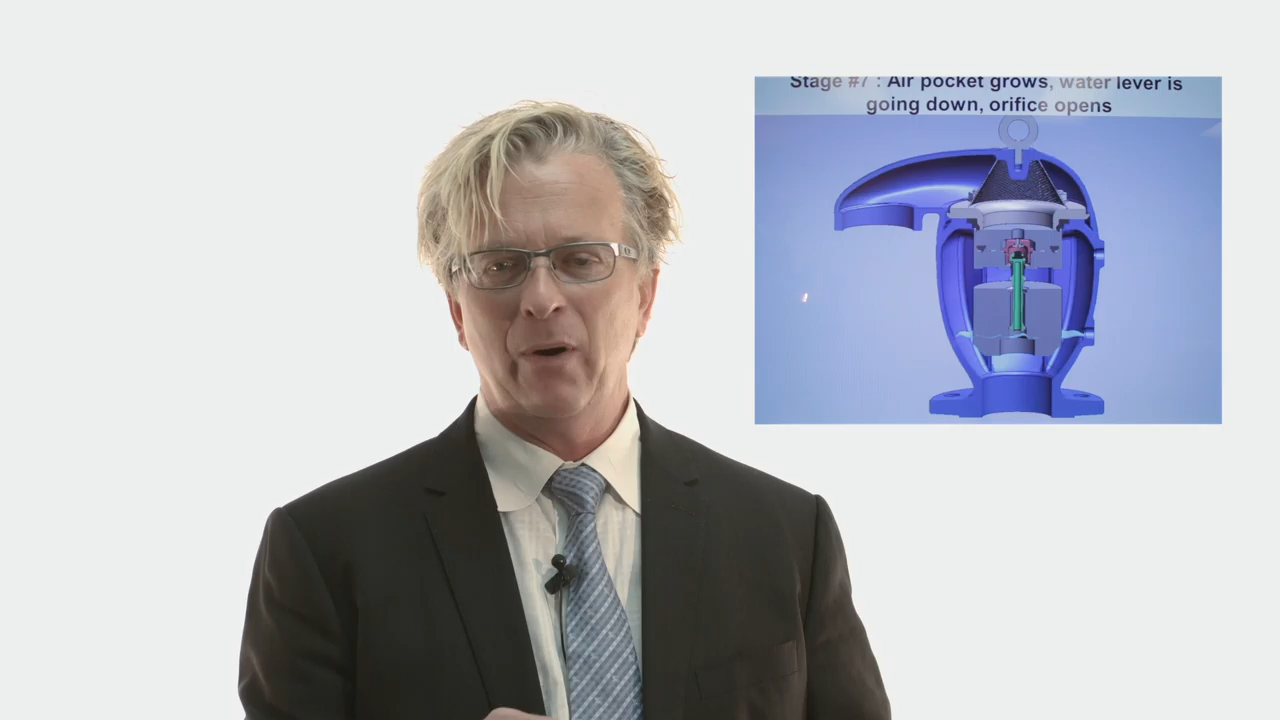 Stage #7 : Air pocket grows, water lever is
going down, orifice opens